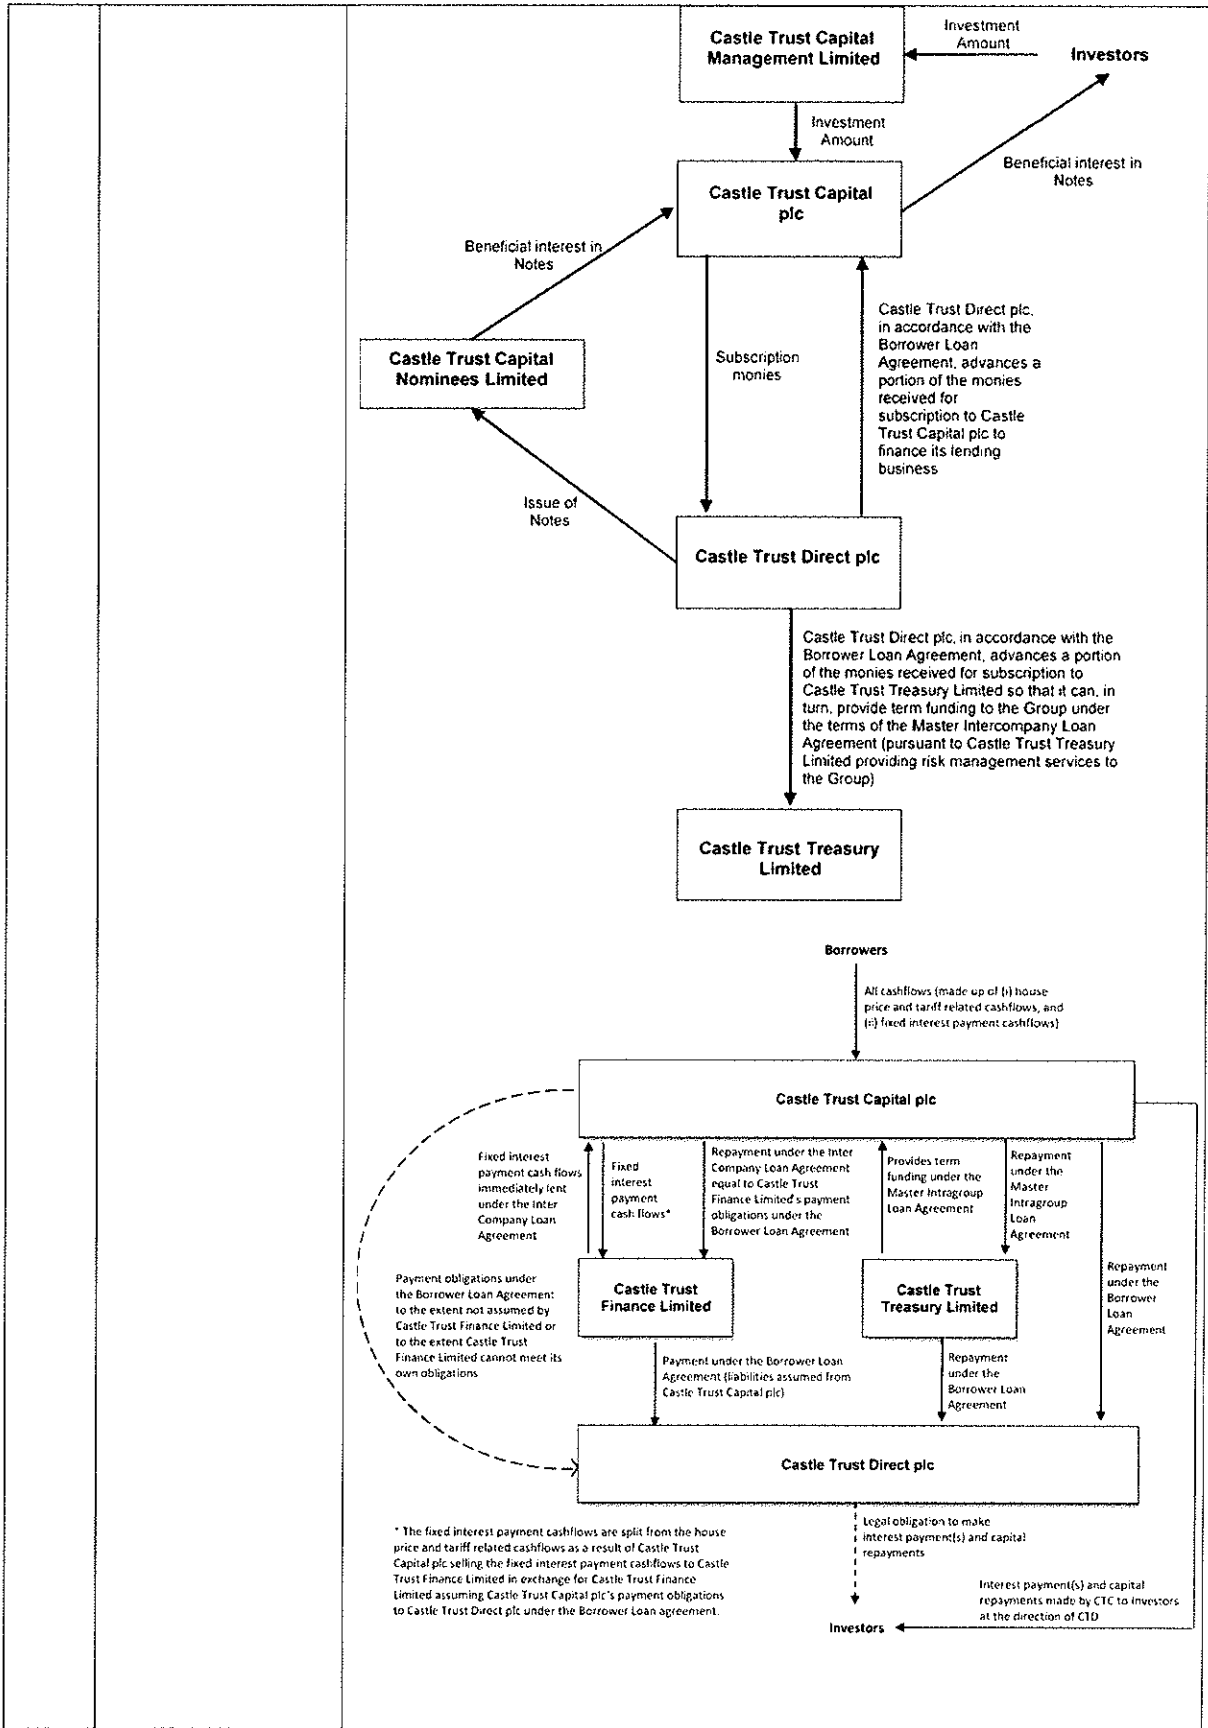 Castle Trust Capital
Management Limited
Investment
Amount
Investors
Investment
Amount
Castle Trust Capital
plc
Beneficial interest in
Notes
Beneficial interest in
Notes
Castle Trust Capital
Nominees Limited
Subscription
monies
Castle Trust Direct plc,
in accordance with the
Borrower Loan
Agreement, advances a
portion of the monies
received for
subscription to Castle
Trust Capital plc to
finance its lending
business
Issue of
Notes
Castle Trust Direct plc
Castle Trust Direct plc, in accordance with the
Borrower Loan Agreement, advances a portion
of the monies received for subscription to
Castle Trust Treasury Limited so that it can, in
turn, provide term funding to the Group under
the terms of the Master Intercompany Loan
Agreement (pursuant to Castle Trust Treasury
Limited providing risk management services to
the Group)
Castle Trust Treasury
Limited
Borrowers
All cashflows (made up of (i) house
price and tariff related cashflows, and
(ii) fixed interest payment cashflows)
Castle Trust Capital plc
Fixed interest
payment cash flows
immediately lent
under the Inter
Company Loan
Agreement
Fixed
interest
payment
cash flows*
Repayment under the Inter
Company Loan Agreement
equal to Castle Trust
Finance Limited's payment
obligations under the
Borrower Loan Agreement
Provides term
funding under the
Master Intragroup
Loan Agreement
Repayment
under the
Master
Intragroup
Loan
Agreement
Repayment
under the
Borrower
Loan
Agreement
Castle Trust
Finance Limited
Castle Trust
Treasury Limited
Payment obligations under
the Borrower Loan Agreement
to the extent not assumed by
Castle Trust Finance Limited or
to the extent Castle Trust
Finance Limited cannot meet its
own obligations
Payment under the Borrower Loan
Agreement (liabilities assumed from
Castle Trust Capital plc)
Repayment
under the
Borrower Loan
Agreement
Castle Trust Direct plc
Legal obligation to make
interest payment(s) and capital
repayments
* The fixed interest payment cashflows are split from the house
price and tariff related cashflows as a result of Castle Trust
Capital plc selling the fixed interest payment cashflows to Castle
Trust Finance Limited in exchange for Castle Trust Finance
Limited assuming Castle Trust Capital plc's payment obligations
to Castle Trust Direct plc under the Borrower Loan agreement.
Interest payment(s) and capital
repayments made by CTC to Investors
at the direction of CTD
Investors